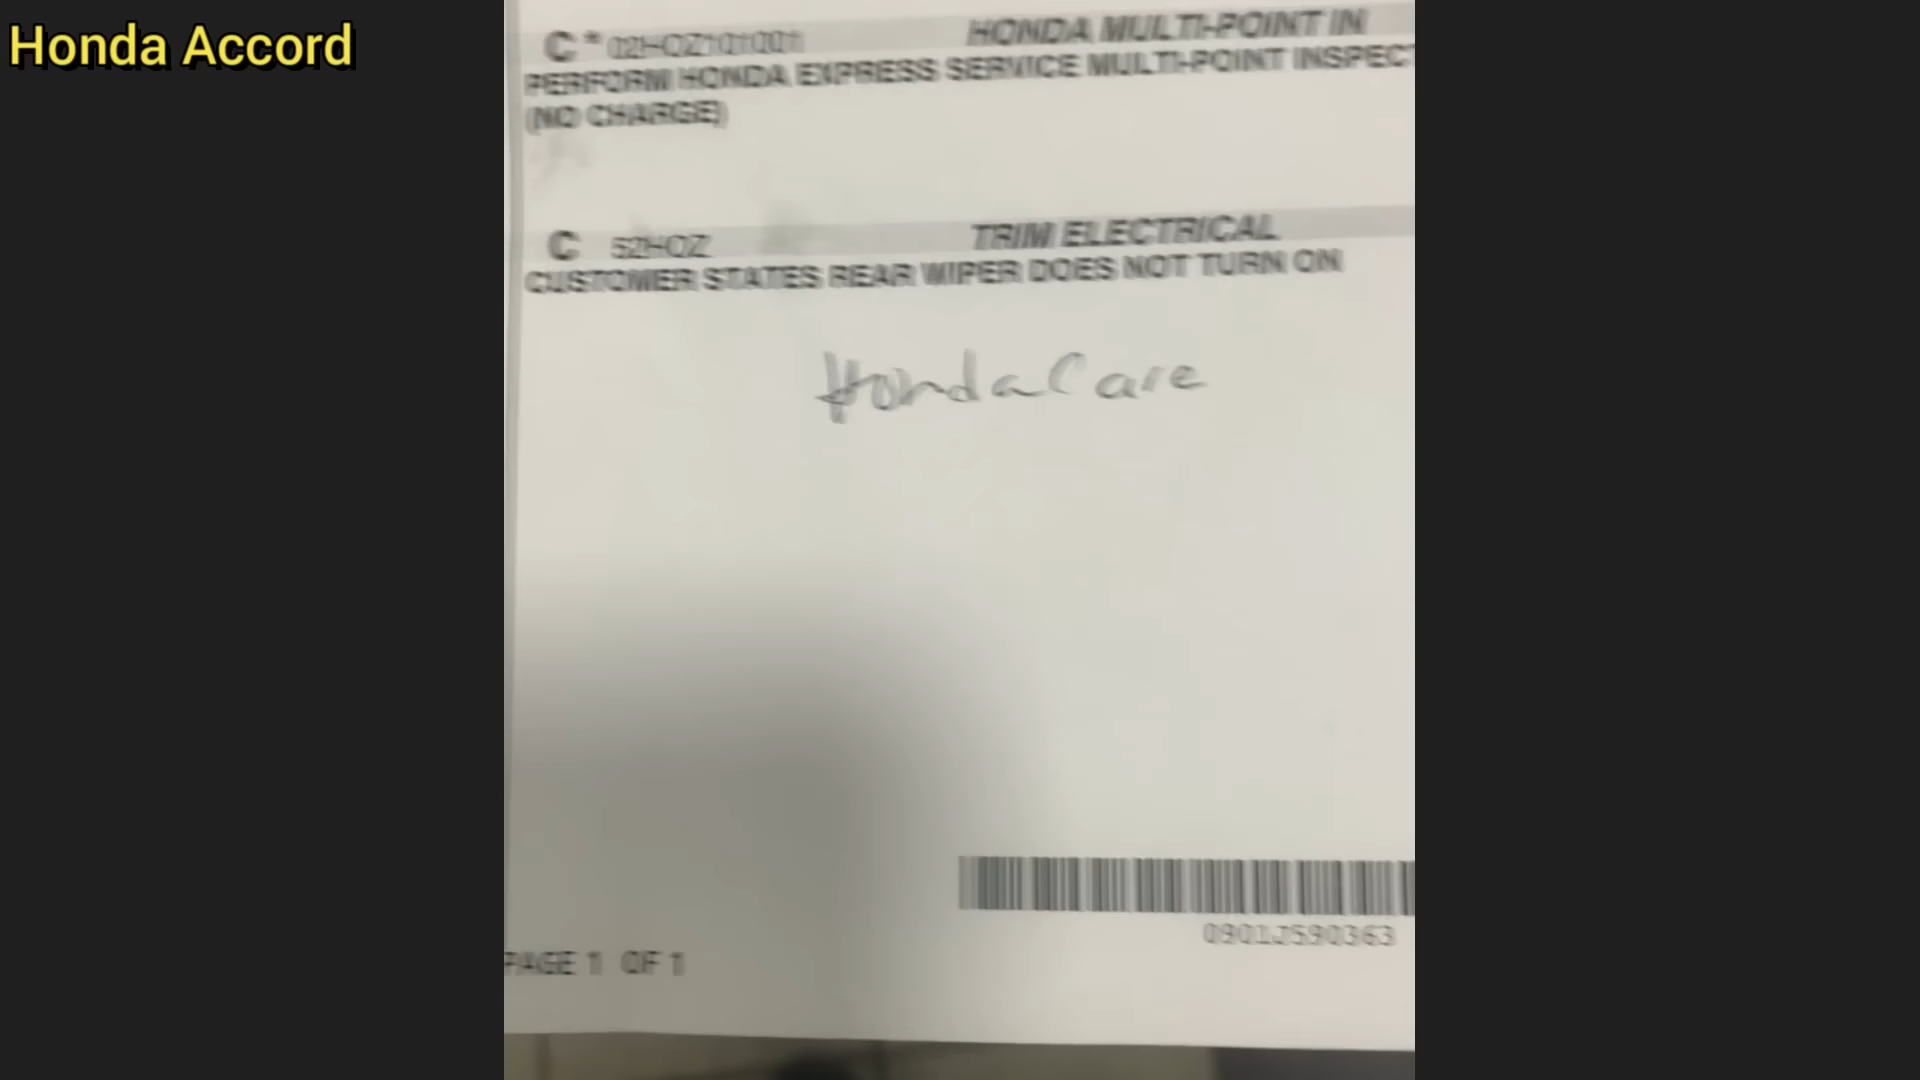 Honda Accord
C * 02HOZ101001 HONDA MULTI-POINT IN
PERFORM HONDA EXPRESS SERVICE MULTI-POINT INSPECT
(NO CHARGE)
C 52HOZ TRIM ELECTRICAL
CUSTOMER STATES REAR WIPER DOES NOT TURN ON
HondaCare
0901J590363
PAGE 1 OF 1